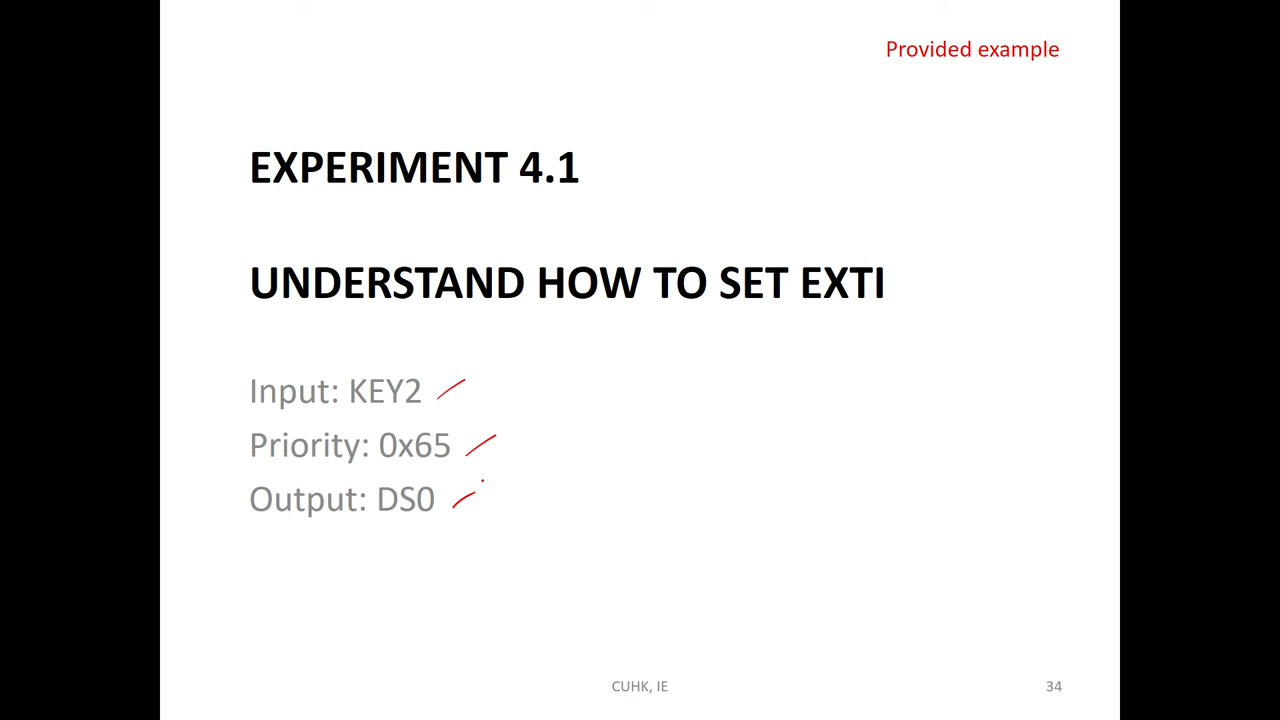 Provided example
EXPERIMENT 4.1
UNDERSTAND HOW TO SET EXTI
Input: KEY2
Priority: 0x65
Output: DS0
CUHK, IE
34